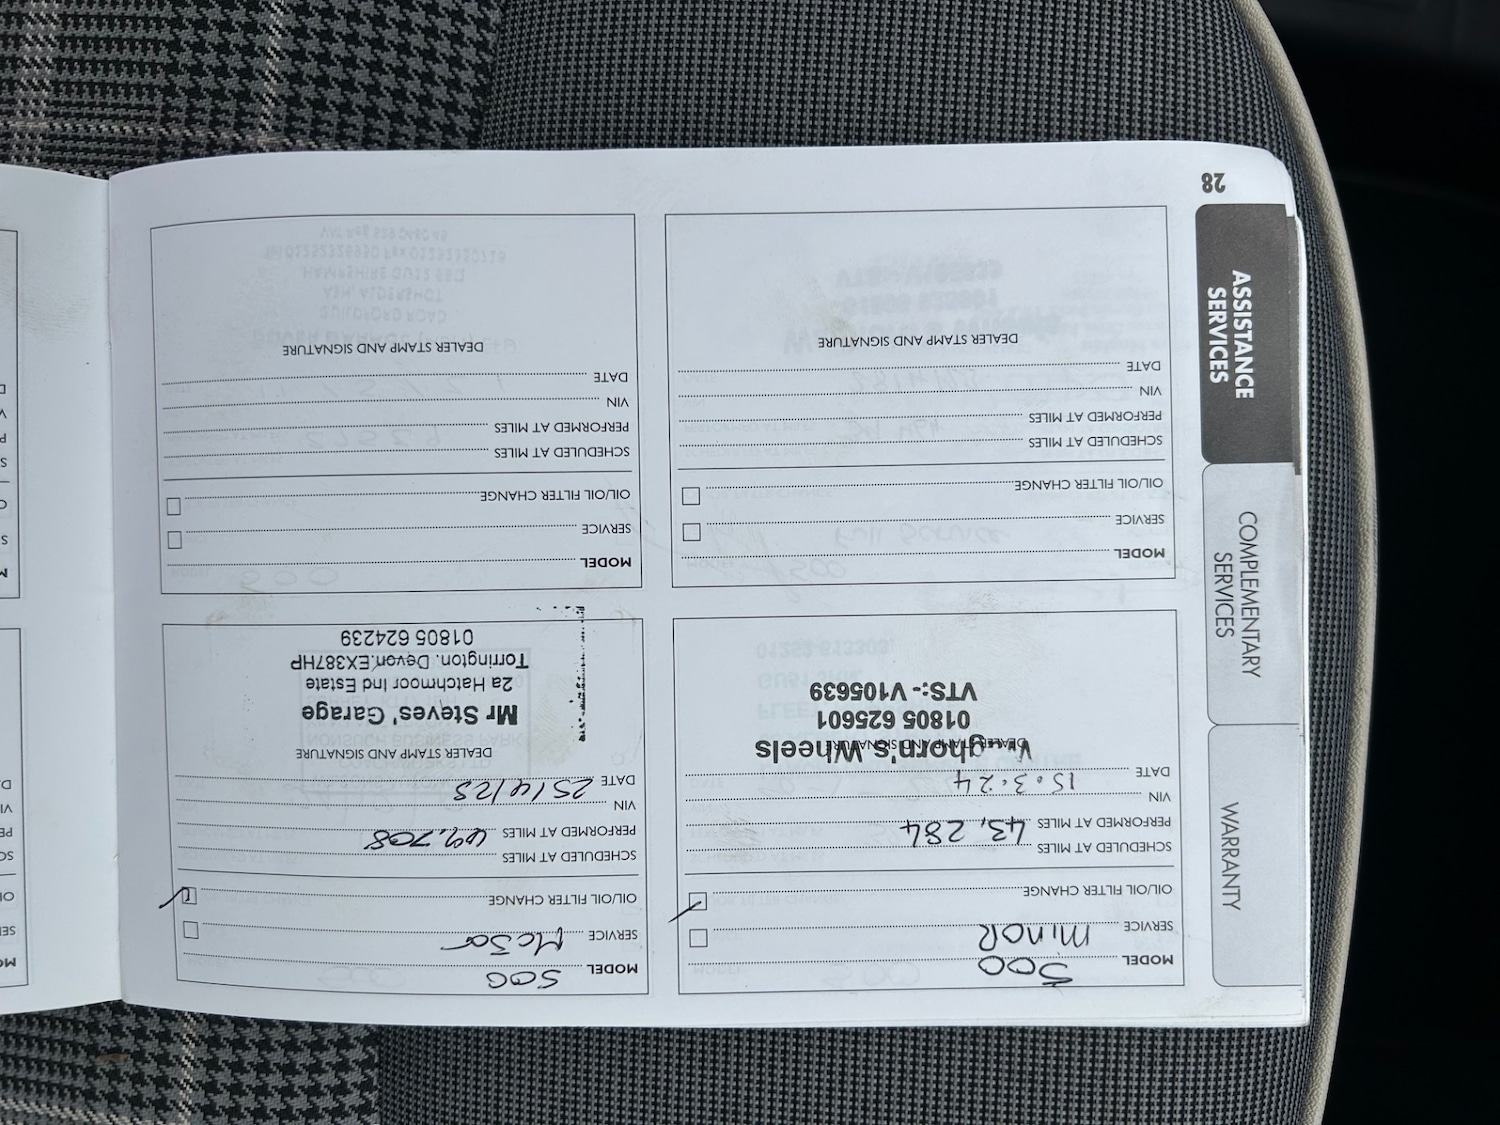 MODEL 500
SERVICE MINOR
OIL/OIL FILTER CHANGE
SCHEDULED AT MILES
PERFORMED AT MILES 43,284
VIN
DATE 15.3.24
DEALER STAMP AND SIGNATURE
Wheels
01805 625601
VTS:- V105639
MODEL 500
SERVICE MaJor
OIL/OIL FILTER CHANGE
SCHEDULED AT MILES
PERFORMED AT MILES 49,708
VIN
DATE 25/4/25
DEALER STAMP AND SIGNATURE
Mr Steves' Garage
2a Hatchmoor Ind Estate
Torrington. Devon.EX387HP
01805 624239
MODEL
SERVICE
OIL/OIL FILTER CHANGE
SCHEDULED AT MILES
PERFORMED AT MILES
VIN
DATE
DEALER STAMP AND SIGNATURE
MODEL
SERVICE
OIL/OIL FILTER CHANGE
SCHEDULED AT MILES
PERFORMED AT MILES
VIN
DATE
DEALER STAMP AND SIGNATURE
WARRANTY
COMPLEMENTARY
SERVICES
ASSISTANCE
SERVICES
28